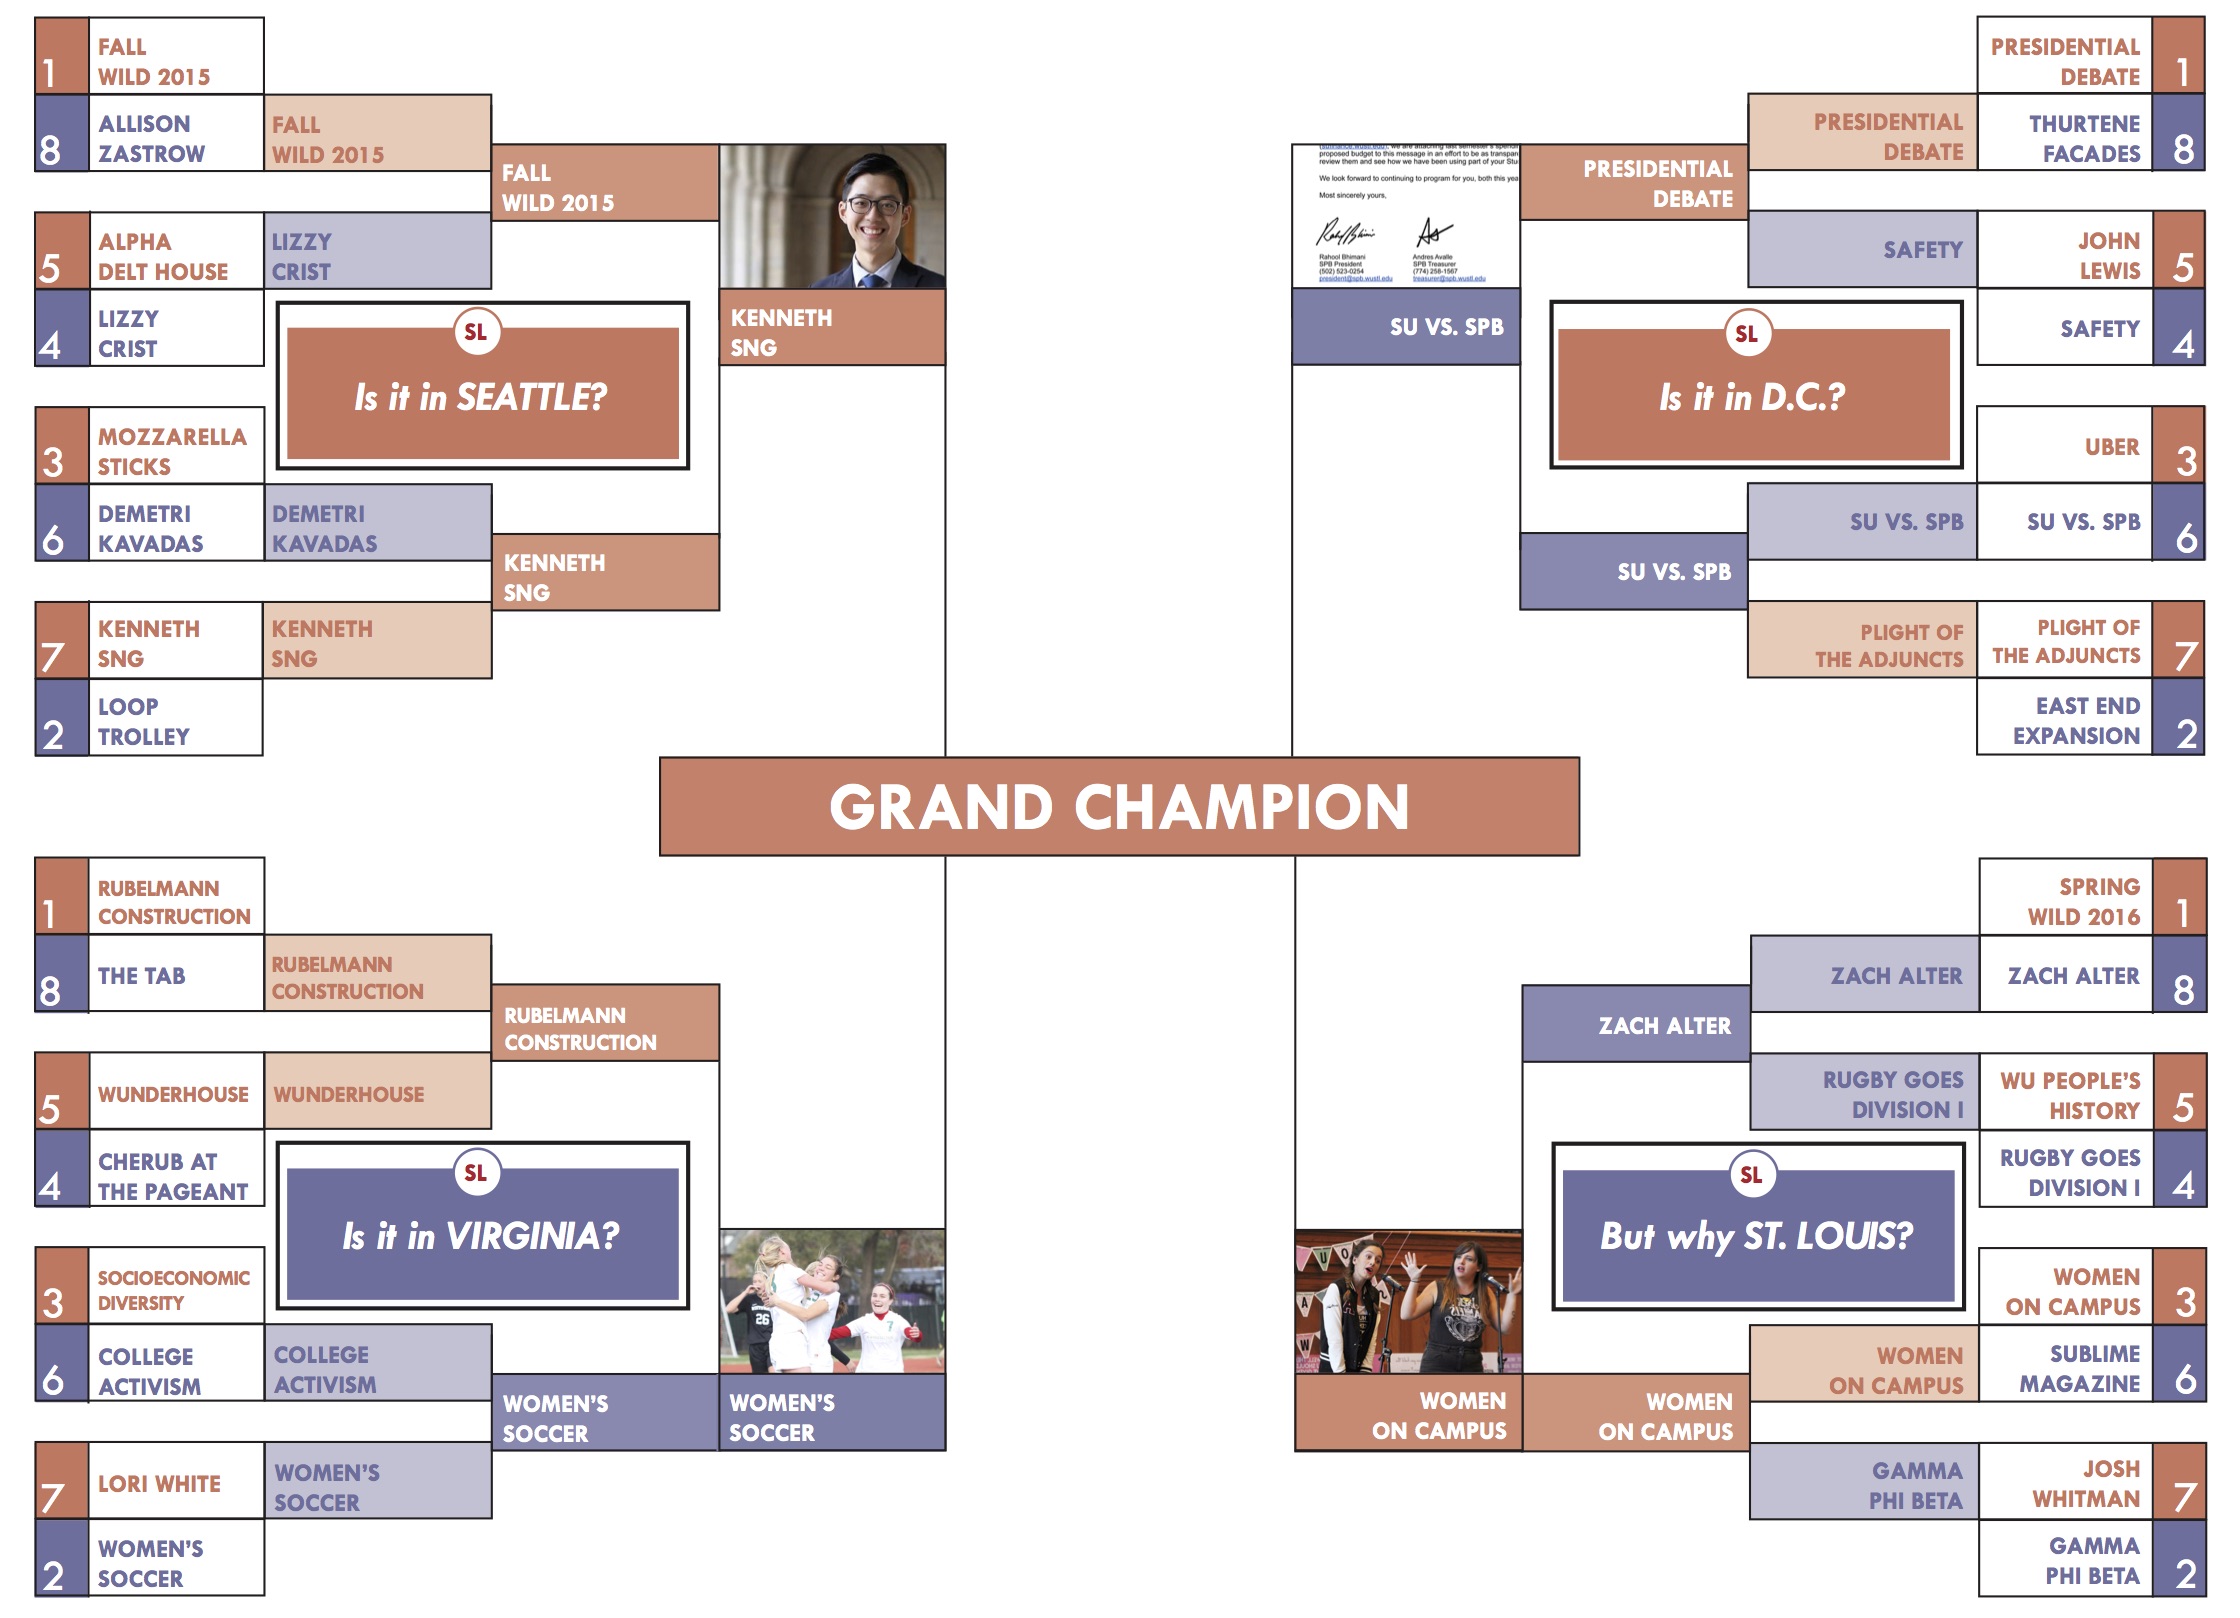 1
FALL
WILD 2015
8
ALLISON
ZASTROW
FALL
WILD 2015
5
ALPHA
DELT HOUSE
4
LIZZY
CRIST
LIZZY
CRIST
FALL
WILD 2015
3
MOZZARELLA
STICKS
6
DEMETRI
KAVADAS
DEMETRI
KAVADAS
7
KENNETH
SNG
2
LOOP
TROLLEY
KENNETH
SNG
KENNETH
SNG
KENNETH
SNG
SL
Is it in SEATTLE?
PRESIDENTIAL
DEBATE
1
THURTENE
FACADES
8
PRESIDENTIAL
DEBATE
JOHN
LEWIS
5
SAFETY
4
SAFETY
PRESIDENTIAL
DEBATE
UBER
3
SU VS. SPB
6
SU VS. SPB
PLIGHT OF
THE ADJUNCTS
7
EAST END
EXPANSION
2
PLIGHT OF
THE ADJUNCTS
SU VS. SPB
proposed budget to this message in an effort to be as transpar
review them and see how we have been using part of your Stu
We look forward to continuing to program for you, both this yea
Most sincerely yours,
Rahool Bhimani
SPB President
(502) 523-0254
president@spb.wustl.edu
Andres Avalle
SPB Treasurer
(774) 258-1567
treasurer@spb.wustl.edu
SU VS. SPB
SL
Is it in D.C.?
GRAND CHAMPION
1
RUBELMANN
CONSTRUCTION
8
THE TAB
RUBELMANN
CONSTRUCTION
5
WUNDERHOUSE
4
CHERUB AT
THE PAGEANT
WUNDERHOUSE
RUBELMANN
CONSTRUCTION
3
SOCIOECONOMIC
DIVERSITY
6
COLLEGE
ACTIVISM
COLLEGE
ACTIVISM
7
LORI WHITE
2
WOMEN'S
SOCCER
WOMEN'S
SOCCER
WOMEN'S
SOCCER
26
7
WOMEN'S
SOCCER
SL
Is it in VIRGINIA?
SPRING
WILD 2016
1
ZACH ALTER
8
ZACH ALTER
WU PEOPLE'S
HISTORY
5
RUGBY GOES
DIVISION I
4
RUGBY GOES
DIVISION I
ZACH ALTER
WOMEN
ON CAMPUS
3
SUBLIME
MAGAZINE
6
WOMEN
ON CAMPUS
JOSH
WHITMAN
7
GAMMA
PHI BETA
2
GAMMA
PHI BETA
WOMEN
ON CAMPUS
WOMEN
ON CAMPUS
SL
But why ST. LOUIS?